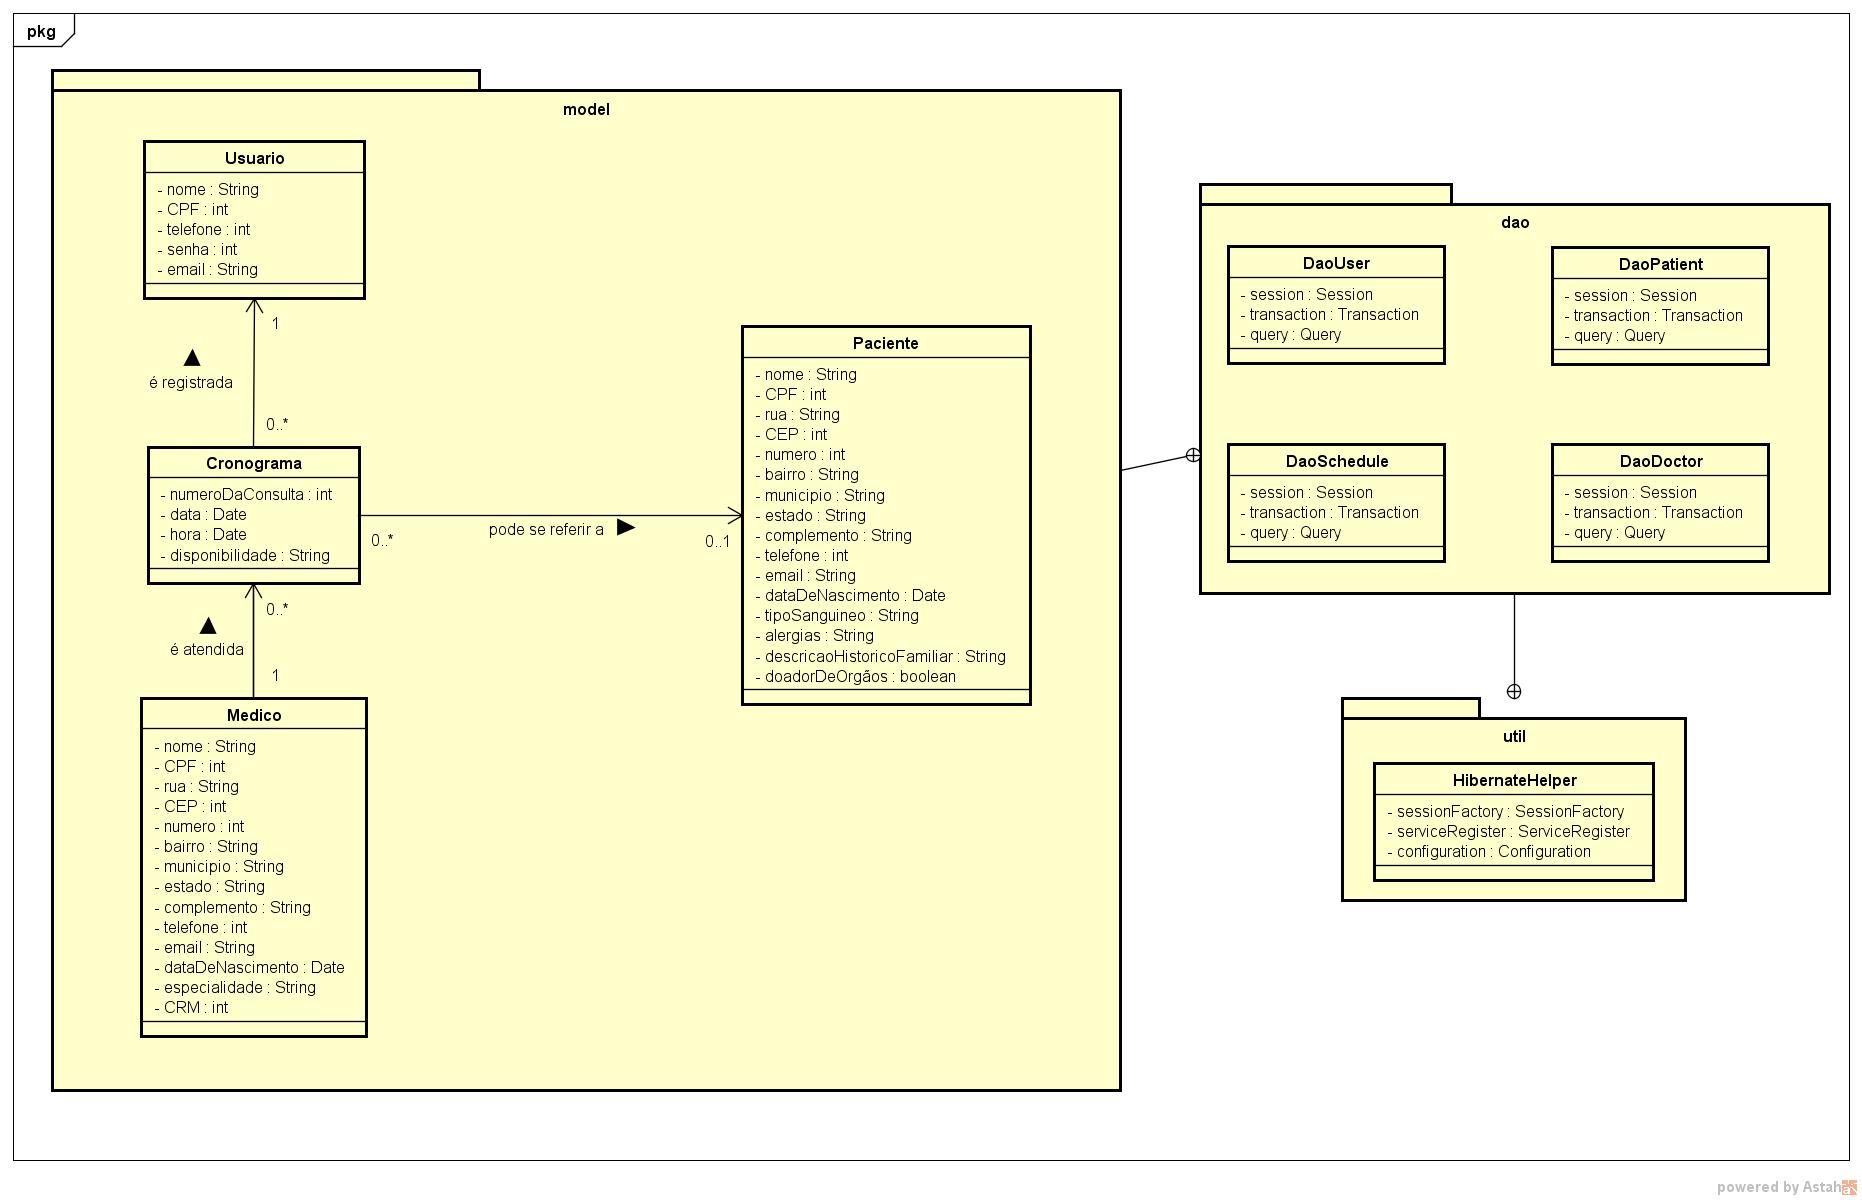 pkg
model
Usuario
- nome : String
- CPF : int
- telefone : int
- senha : int
- email : String
1
é registrada
0..*
Cronograma
- numeroDaConsulta : int
- data : Date
- hora : Date
- disponibilidade : String
0..*
pode se referir a
0..1
0..*
é atendida
1
Medico
- nome : String
- CPF : int
- rua : String
- CEP : int
- numero : int
- bairro : String
- municipio : String
- estado : String
- complemento : String
- telefone : int
- email : String
- dataDeNascimento : Date
- especialidade : String
- CRM : int
Paciente
- nome : String
- CPF : int
- rua : String
- CEP : int
- numero : int
- bairro : String
- municipio : String
- estado : String
- complemento : String
- telefone : int
- email : String
- dataDeNascimento : Date
- tipoSanguineo : String
- alergias : String
- descricaoHistoricoFamiliar : String
- doadorDeOrgãos : boolean
dao
DaoUser
- session : Session
- transaction : Transaction
- query : Query
DaoPatient
- session : Session
- transaction : Transaction
- query : Query
DaoSchedule
- session : Session
- transaction : Transaction
- query : Query
DaoDoctor
- session : Session
- transaction : Transaction
- query : Query
util
HibernateHelper
- sessionFactory : SessionFactory
- serviceRegister : ServiceRegister
- configuration : Configuration
powered by Astah